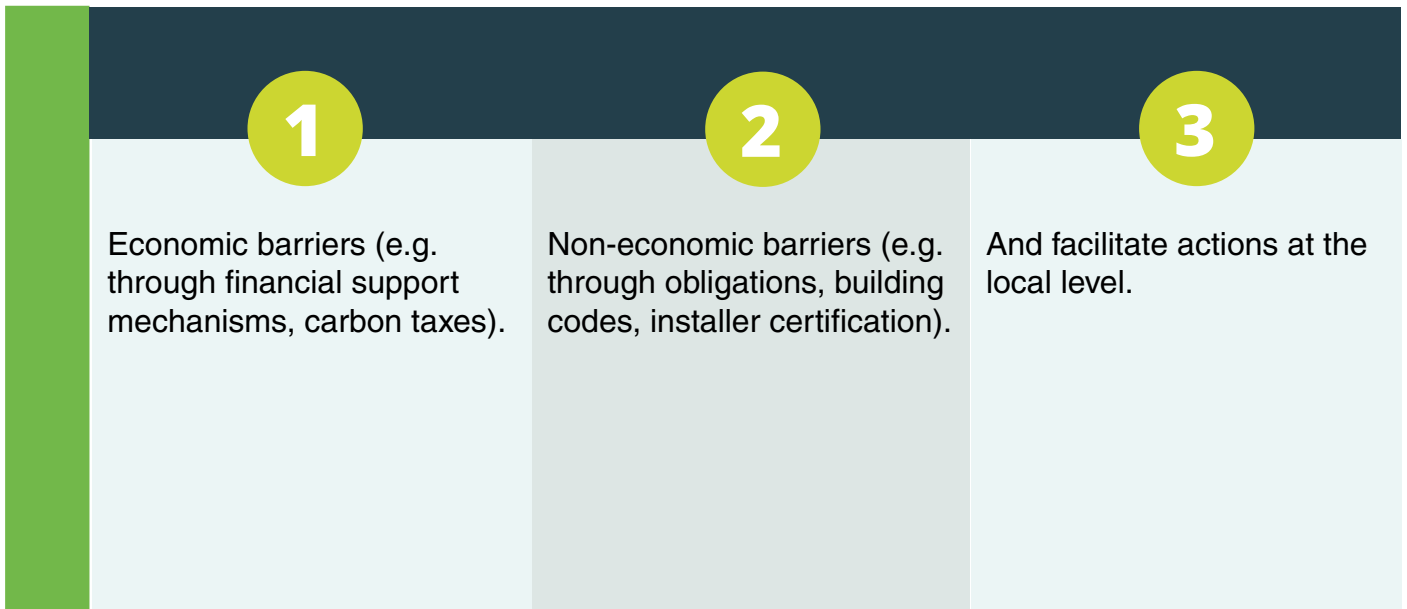 1
Economic barriers (e.g.
through financial support
mechanisms, carbon taxes).
2
Non-economic barriers (e.g.
through obligations, building
codes, installer certification).
3
And facilitate actions at the
local level.